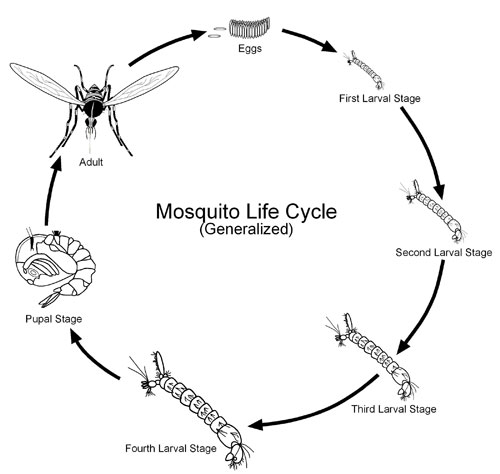 Eggs
First Larval Stage
Second Larval Stage
Third Larval Stage
Fourth Larval Stage
Pupal Stage
Adult
Mosquito Life Cycle
(Generalized)